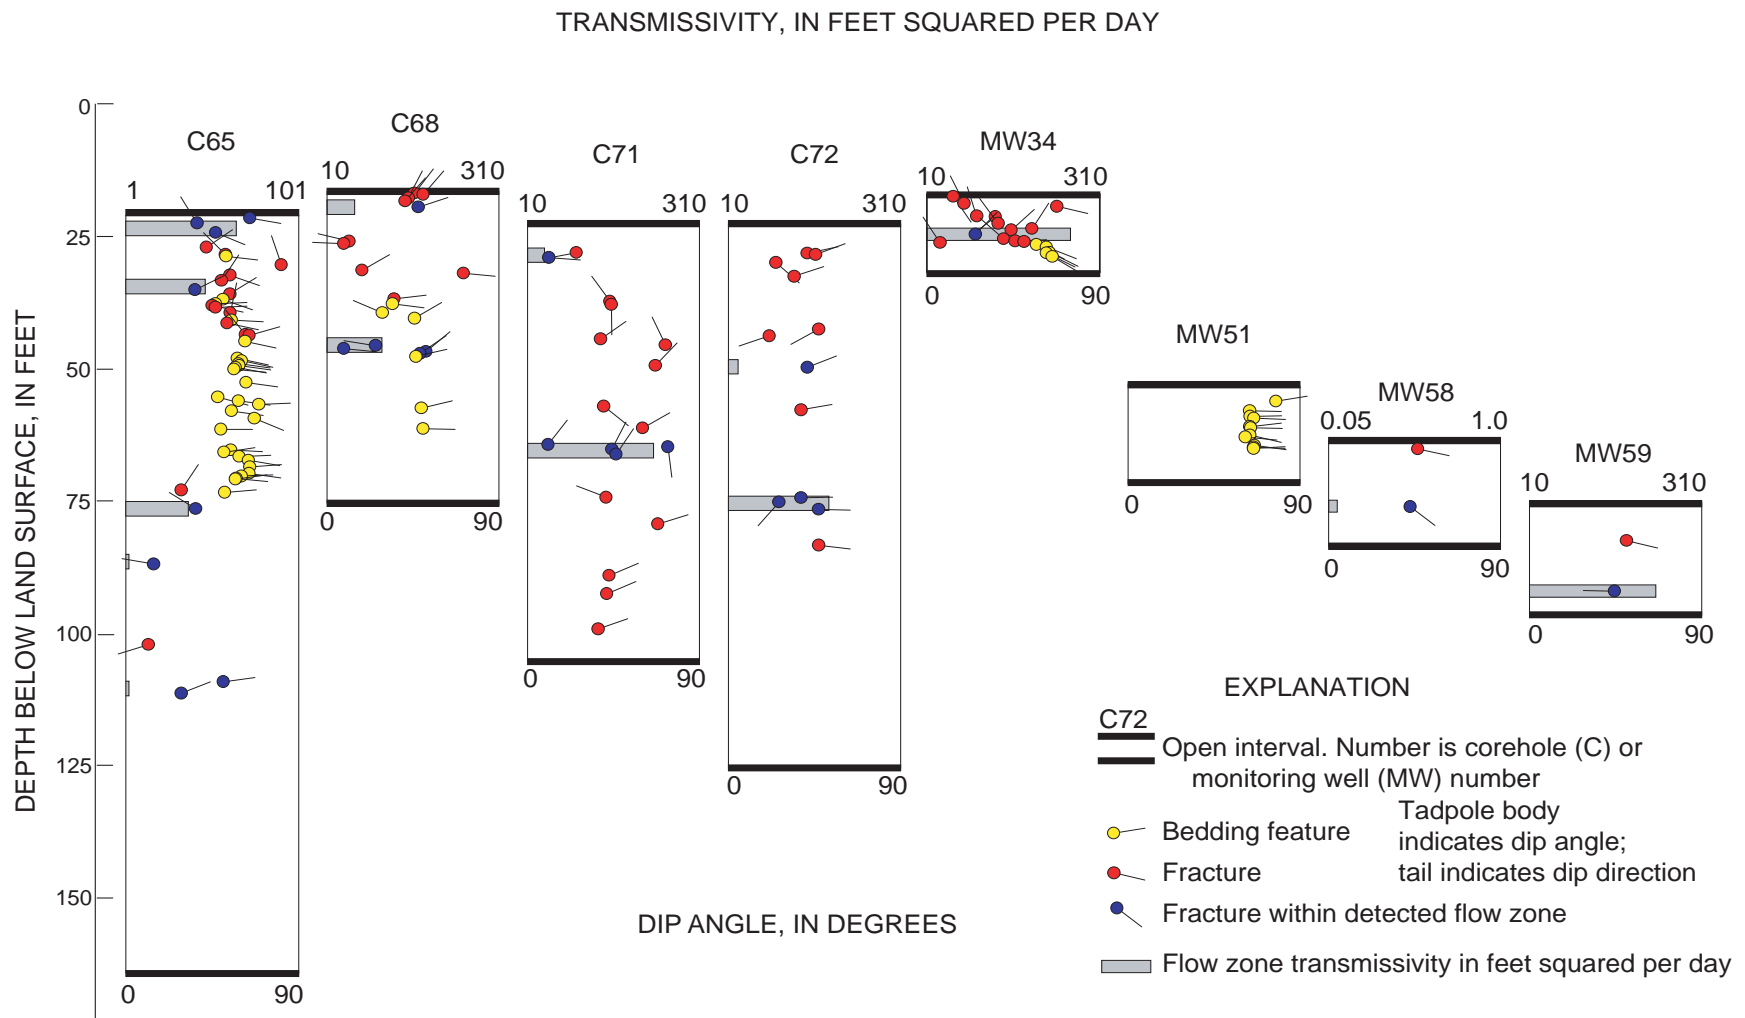 TRANSMISSIVITY, IN FEET SQUARED PER DAY
DEPTH BELOW LAND SURFACE, IN FEET
0
25
50
75
100
125
150
C65
1 101
0 90
C68
10 310
0 90
C71
10 310
0 90
C72
10 310
0 90
MW34
10 310
0 90
MW51
0 90
MW58
0.05 1.0
0 90
MW59
10 310
0 90
DIP ANGLE, IN DEGREES
EXPLANATION
C72
Open interval. Number is corehole (C) or
monitoring well (MW) number
Bedding feature
Fracture
Tadpole body
indicates dip angle;
tail indicates dip direction
Fracture within detected flow zone
Flow zone transmissivity in feet squared per day